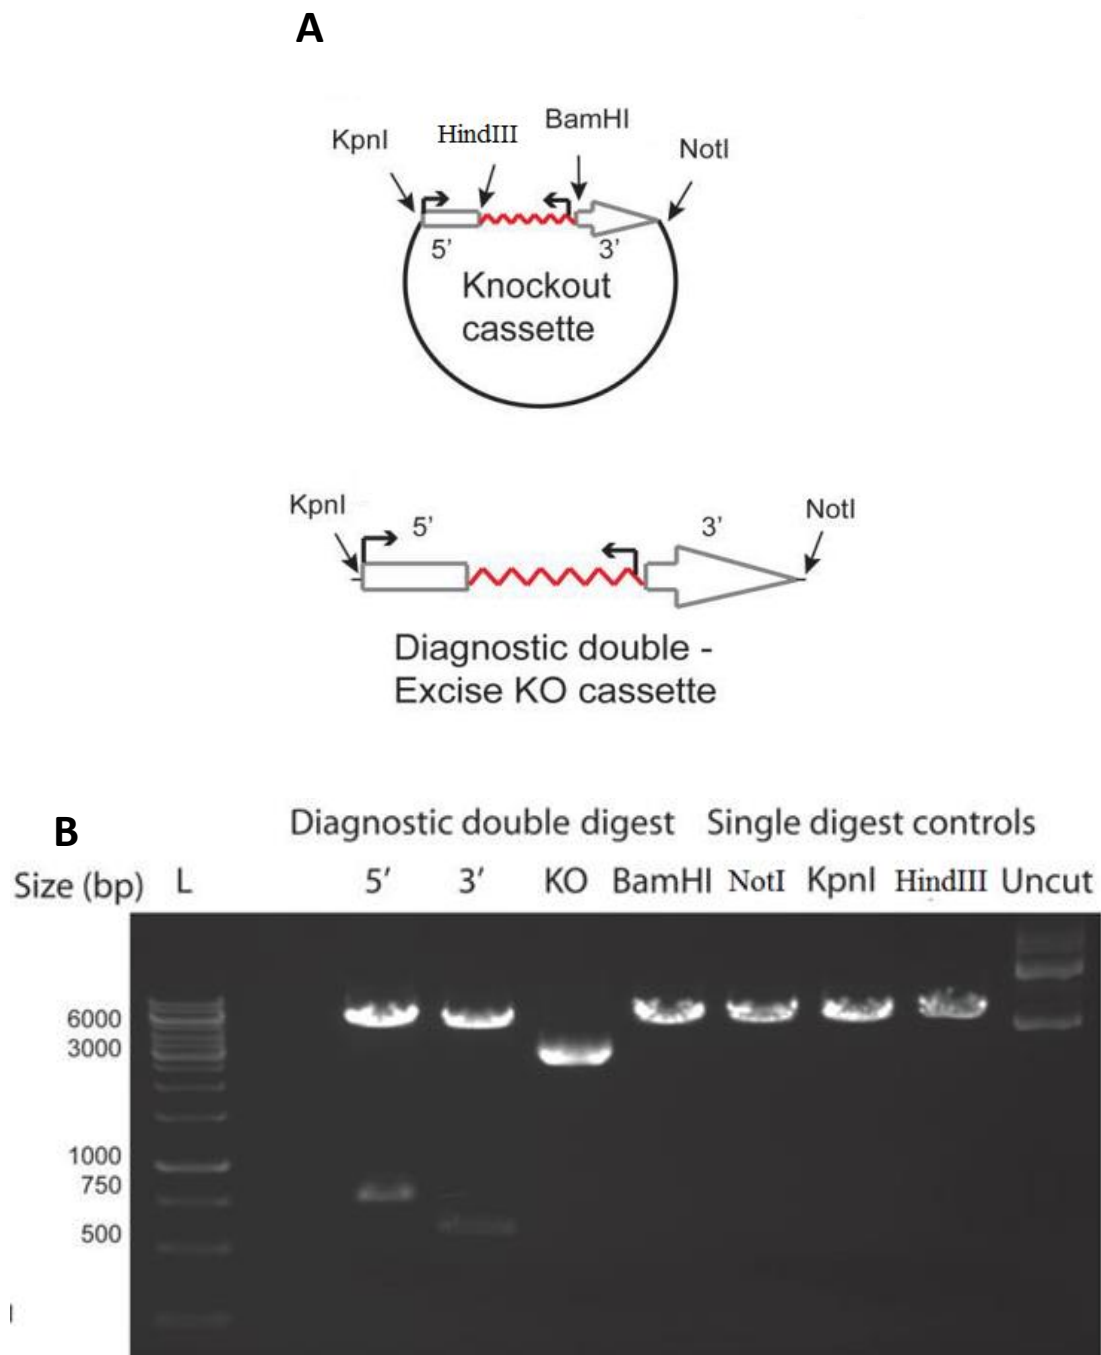 A
KpnI
HindIII
BamHI
NotI
5’
3’
Knockout
cassette
KpnI
5’
3’
NotI
Diagnostic double -
Excise KO cassette
B
Diagnostic double digest
Single digest controls
Size (bp) L 5’ 3’ KO BamHI NotI KpnI HindIII Uncut
6000
3000
1000
750
500